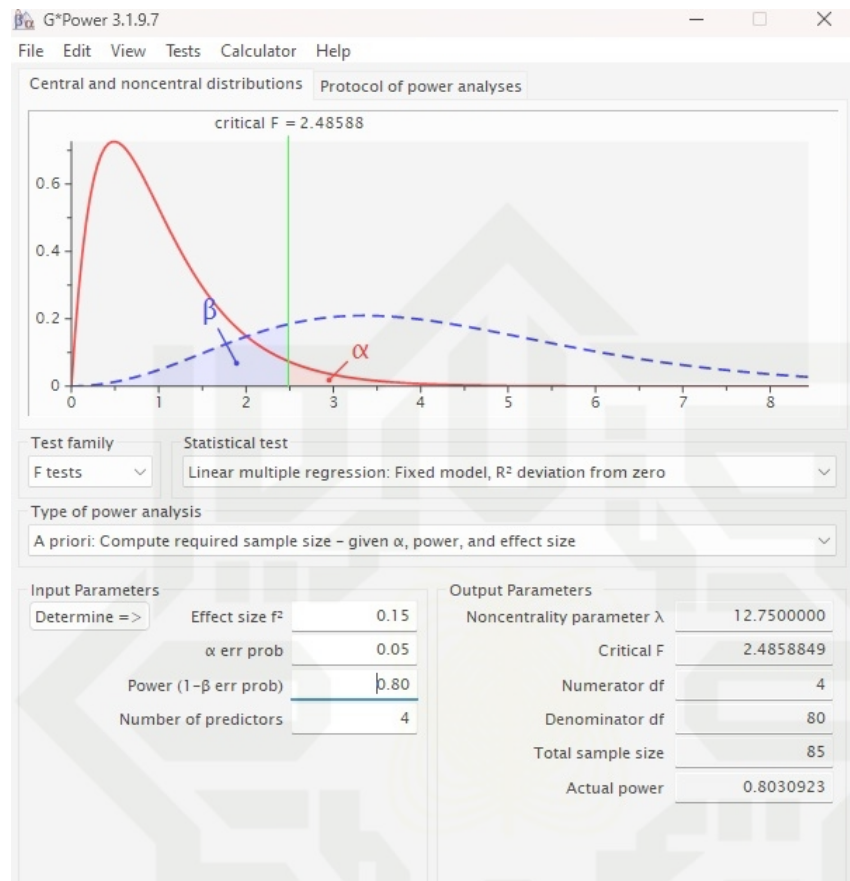 βα G*Power 3.1.9.7
File Edit View Tests Calculator Help
Central and noncentral distributions Protocol of power analyses
critical F = 2.48588
0.6
0.4
0.2
0
β
α
0 1 2 3 4 5 6 7 8
Test family Statistical test
F tests Linear multiple regression: Fixed model, R² deviation from zero
Type of power analysis
A priori: Compute required sample size – given α, power, and effect size
Input Parameters Output Parameters
Determine => Effect size f² 0.15 Noncentrality parameter λ 12.7500000
α err prob 0.05 Critical F 2.4858849
Power (1-β err prob) 0.80 Numerator df 4
Number of predictors 4 Denominator df 80
Total sample size 85
Actual power 0.8030923